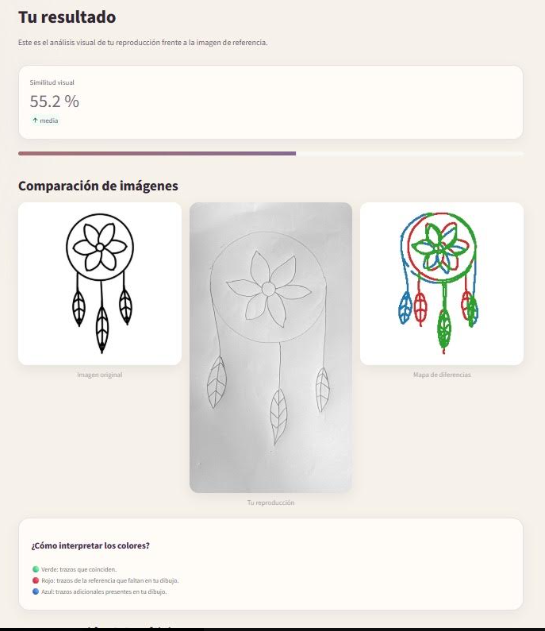 Tu resultado
Este es el análisis visual de tu reproducción frente a la imagen de referencia.
Similitud visual
55.2 %
↑ media
Comparación de imágenes
Imagen original
Tu reproducción
Mapa de diferencias
¿Cómo interpretar los colores?
Verde: trazos que coinciden.
Rojo: trazos de la referencia que faltan en tu dibujo.
Azul: trazos adicionales presentes en tu dibujo.